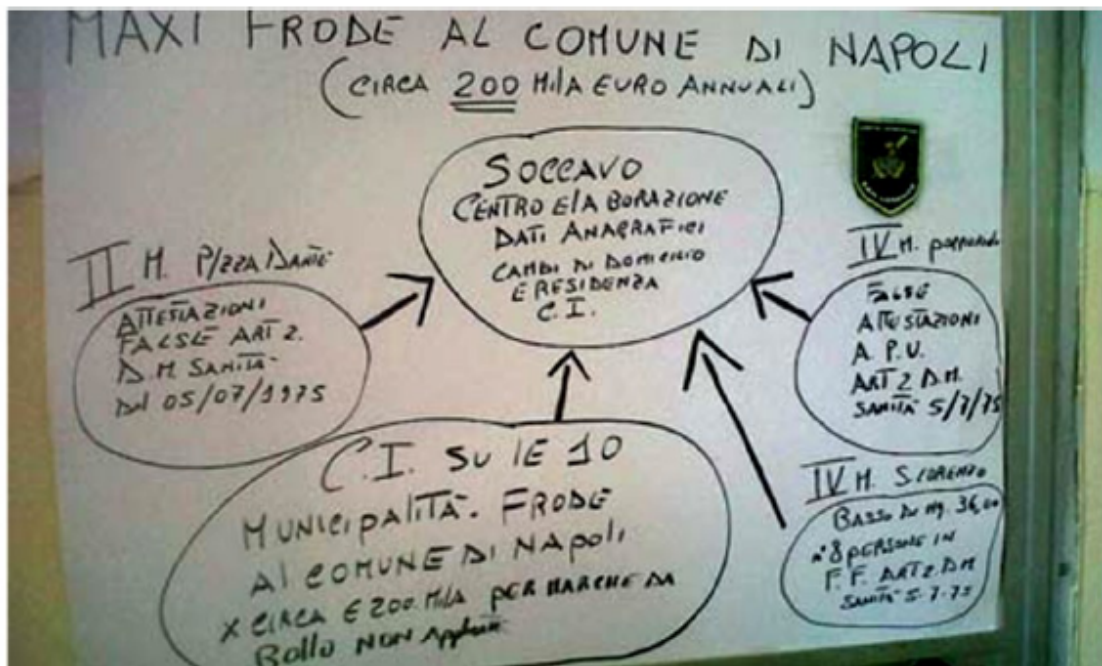 MAXI FRODE AL COMUNE DI NAPOLI
(CIRCA 200 MilA EURO ANNUALI)
SOCCAVO
CENTRO ElABORAZIONE
DATI ANAGRAFICI
CAMBI DI DOMICILIO
E RESIDENZA
C.I.
II M. P/ZZA DANTE
ATTESTAZIONI
FALSE ART 2.
D.M. SANITÀ
DEL 05/07/1975
IV M.
FALSE
ATTESTAZIONI
A.P.U.
ART 2 D.M.
SANITÀ 5/7/75
C.I. SU lE 10
MUNICIPAlITÀ. FRODE
Al COMUNE DI NAPOLI
X CIRCA € 200 MilA PER MARCHE DA
BOllO NON
IV M. S. LORENZO
BASSO DI MQ. 36,00
n° 8 PERSONE IN
F.F. ART 2 DM
SANITÀ 5.7.75